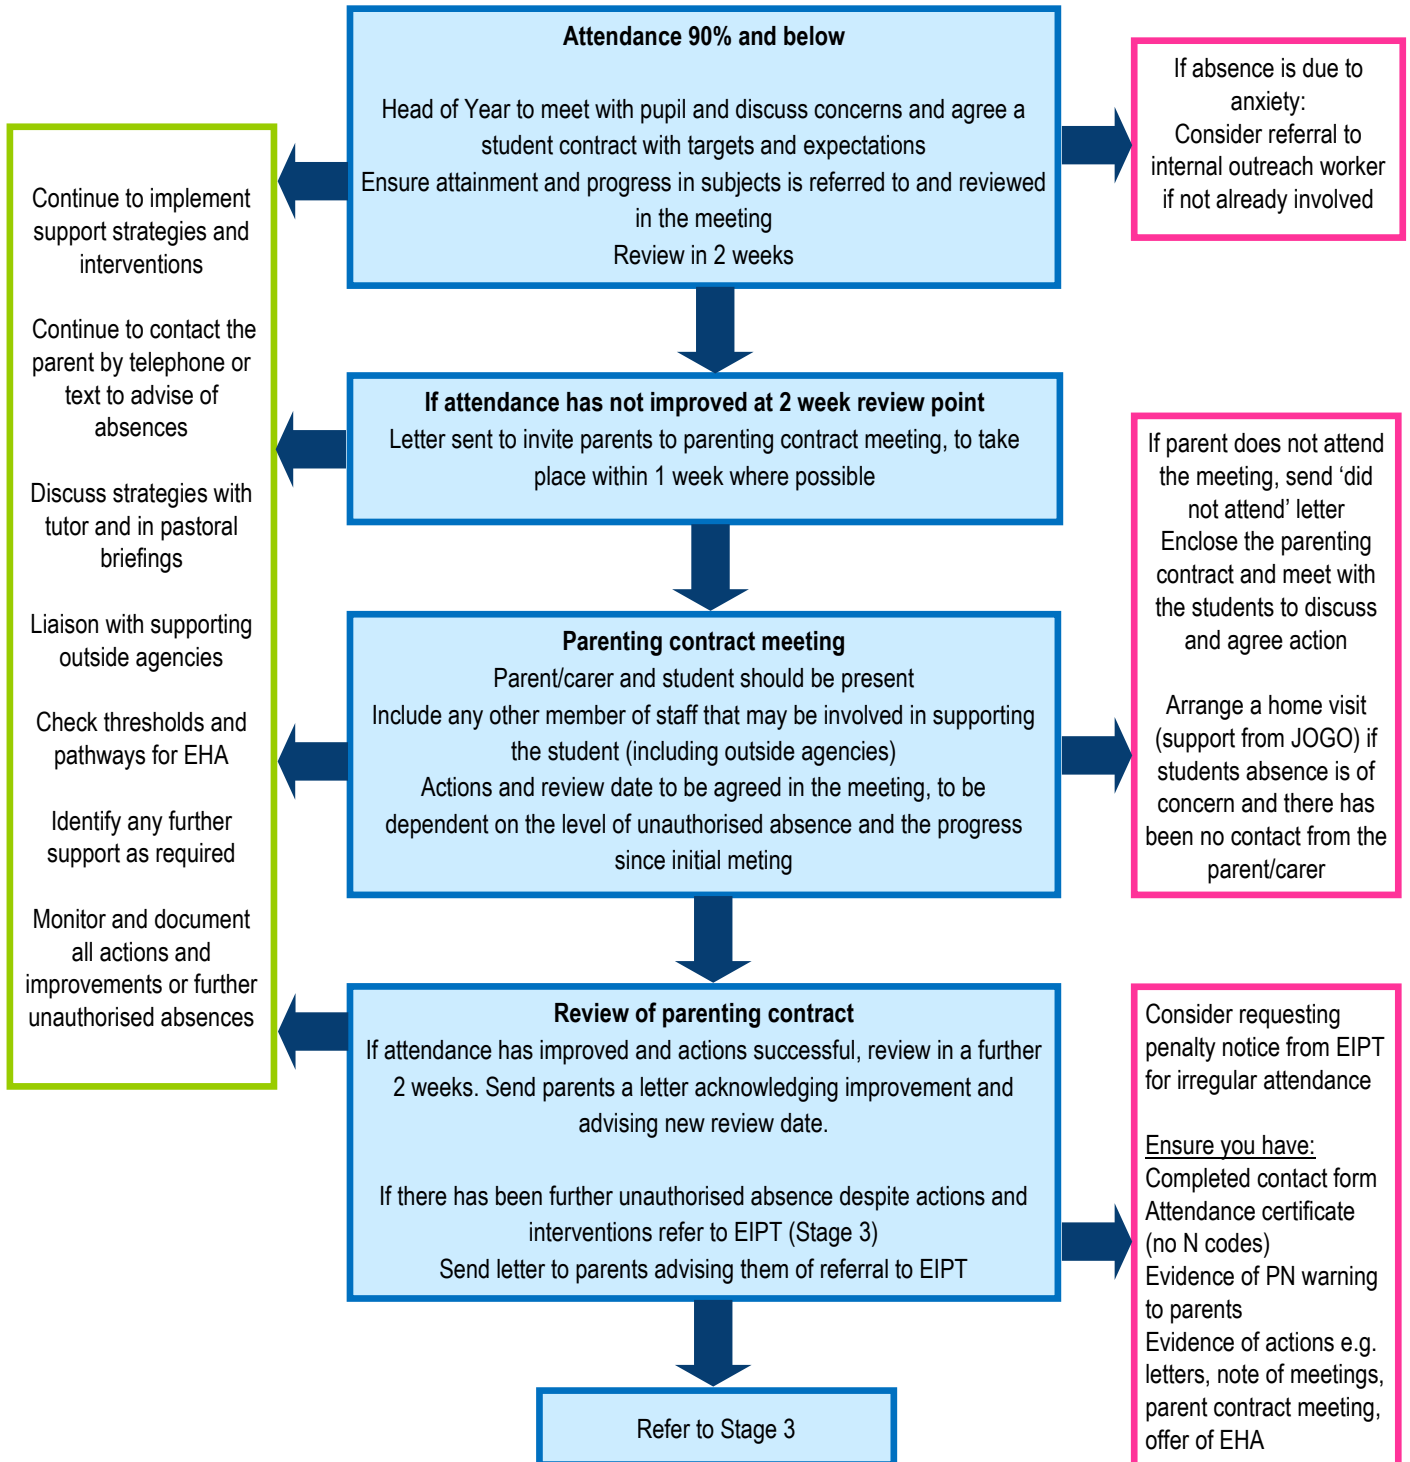 Attendance 90% and below
Head of Year to meet with pupil and discuss concerns and agree a
student contract with targets and expectations
Ensure attainment and progress in subjects is referred to and reviewed
in the meeting
Review in 2 weeks
If absence is due to
anxiety:
Consider referral to
internal outreach worker
if not already involved
Continue to implement
support strategies and
interventions
Continue to contact the
parent by telephone or
text to advise of
absences
Discuss strategies with
tutor and in pastoral
briefings
Liaison with supporting
outside agencies
Check thresholds and
pathways for EHA
Identify any further
support as required
Monitor and document
all actions and
improvements or further
unauthorised absences
If attendance has not improved at 2 week review point
Letter sent to invite parents to parenting contract meeting, to take
place within 1 week where possible
Parenting contract meeting
Parent/carer and student should be present
Include any other member of staff that may be involved in supporting
the student (including outside agencies)
Actions and review date to be agreed in the meeting, to be
dependent on the level of unauthorised absence and the progress
since initial meting
If parent does not attend
the meeting, send ‘did
not attend’ letter
Enclose the parenting
contract and meet with
the students to discuss
and agree action
Arrange a home visit
(support from JOGO) if
students absence is of
concern and there has
been no contact from the
parent/carer
Review of parenting contract
If attendance has improved and actions successful, review in a further
2 weeks. Send parents a letter acknowledging improvement and
advising new review date.
If there has been further unauthorised absence despite actions and
interventions refer to EIPT (Stage 3)
Send letter to parents advising them of referral to EIPT
Consider requesting
penalty notice from EIPT
for irregular attendance
Ensure you have:
Completed contact form
Attendance certificate
(no N codes)
Evidence of PN warning
to parents
Evidence of actions e.g.
letters, note of meetings,
parent contract meeting,
offer of EHA
Refer to Stage 3